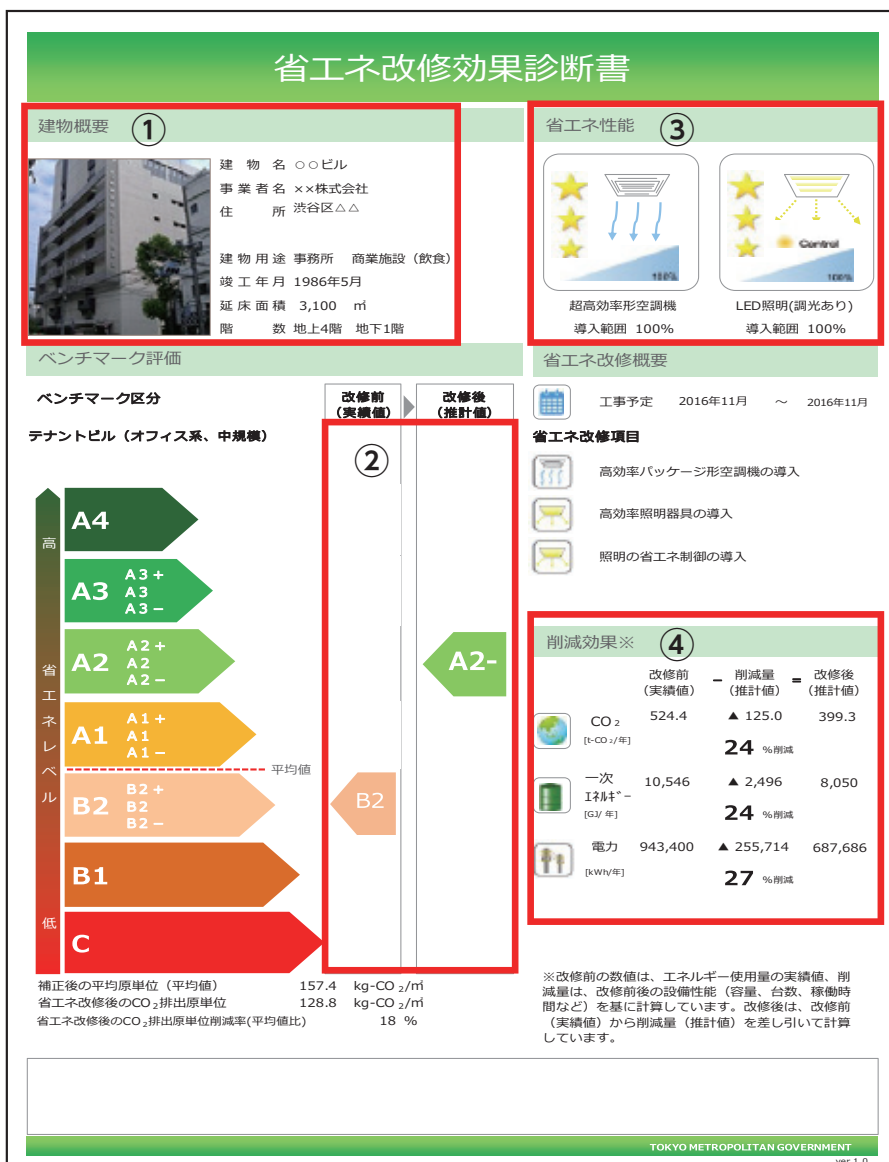 省エネ改修効果診断書
建物概要 ①
建物名 ○○ビル
事業者名 ××株式会社
住所 渋谷区△△
建物用途 事務所 商業施設（飲食）
竣工年月 1986年5月
延床面積 3,100 ㎡
階数 地上4階 地下1階
省エネ性能 ③
100%
Control
100%
超高効率形空調機
導入範囲 100%
LED照明(調光あり)
導入範囲 100%
ベンチマーク評価
ベンチマーク区分
改修前
（実績値）
改修後
（推計値）
テナントビル（オフィス系、中規模）
②
高
省エネレベル
低
A4
A3
A3+
A3
A3−
A2
A2+
A2
A2−
A1
A1+
A1
A1−
平均値
B2
B2+
B2
B2−
B1
C
B2
A2-
補正後の平均原単位（平均値） 157.4 kg-CO₂/㎡
省エネ改修後のCO₂排出原単位 128.8 kg-CO₂/㎡
省エネ改修後のCO₂排出原単位削減率(平均値比) 18 %
省エネ改修概要
工事予定 2016年11月 ～ 2016年11月
省エネ改修項目
高効率パッケージ形空調機の導入
高効率照明器具の導入
照明の省エネ制御の導入
削減効果※ ④
改修前
（実績値）
−
削減量
（推計値）
=
改修後
（推計値）
CO₂ 524.4 ▲ 125.0 399.3
[t-CO₂/年] 24 %削減
一次
エネルギー 10,546 ▲ 2,496 8,050
[GJ/年] 24 %削減
電力 943,400 ▲ 255,714 687,686
[kWh/年] 27 %削減
※改修前の数値は、エネルギー使用量の実績値、削
減量は、改修前後の設備性能（容量、台数、稼働時
間など）を基に計算しています。改修後は、改修前
（実績値）から削減量（推計値）を差し引いて計算
しています。
TOKYO METROPOLITAN GOVERNMENT
ver 1.0